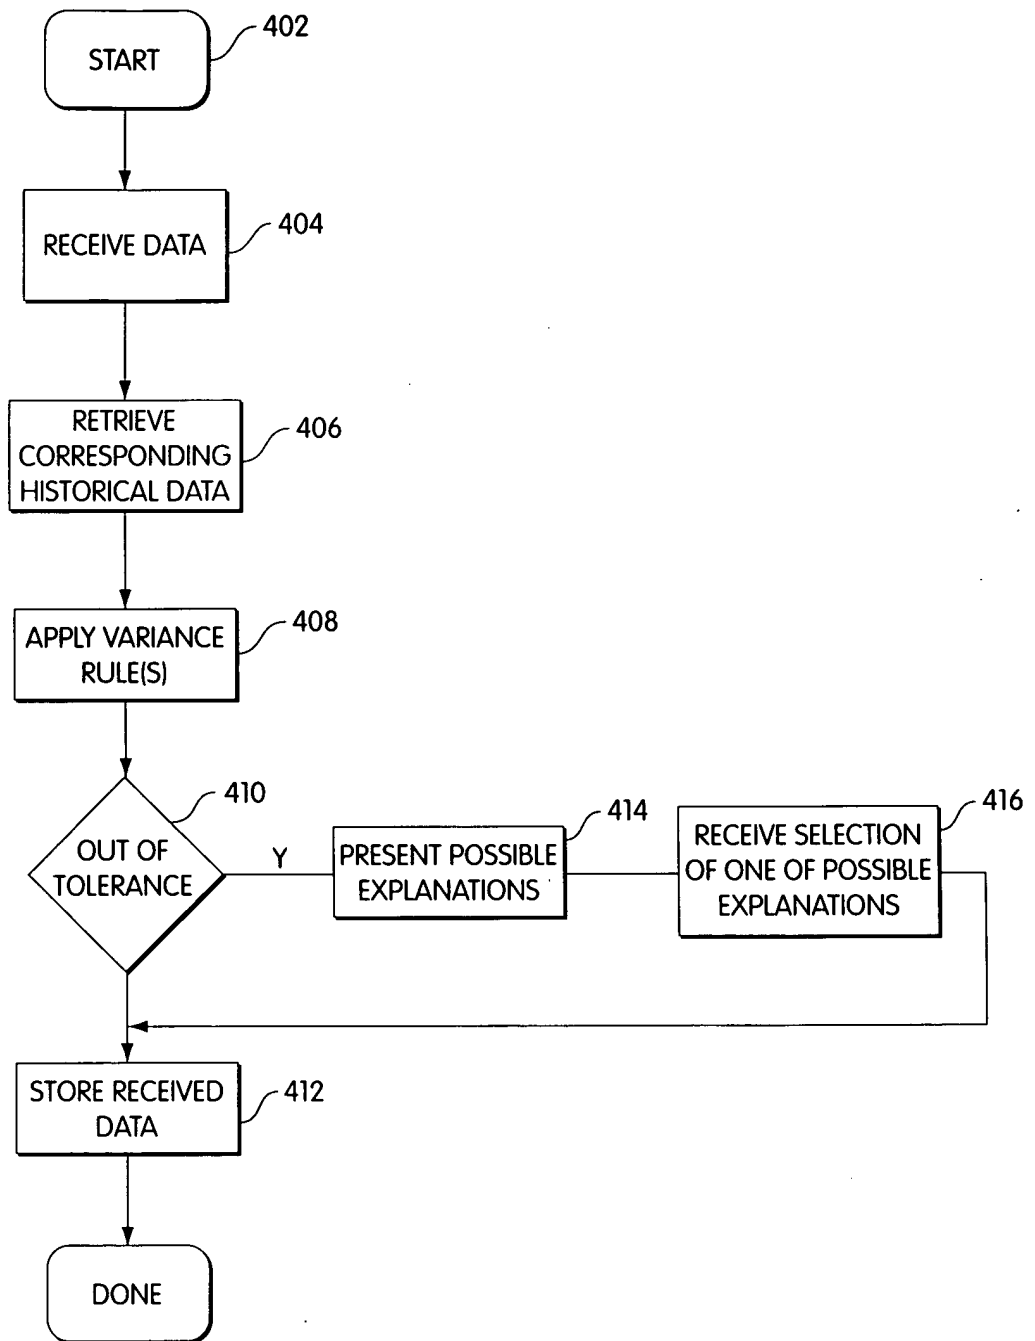 START
402
RECEIVE DATA
404
RETRIEVE
CORRESPONDING
HISTORICAL DATA
406
APPLY VARIANCE
RULE(S)
408
OUT OF
TOLERANCE
410
Y
PRESENT POSSIBLE
EXPLANATIONS
414
RECEIVE SELECTION
OF ONE OF POSSIBLE
EXPLANATIONS
416
STORE RECEIVED
DATA
412
DONE